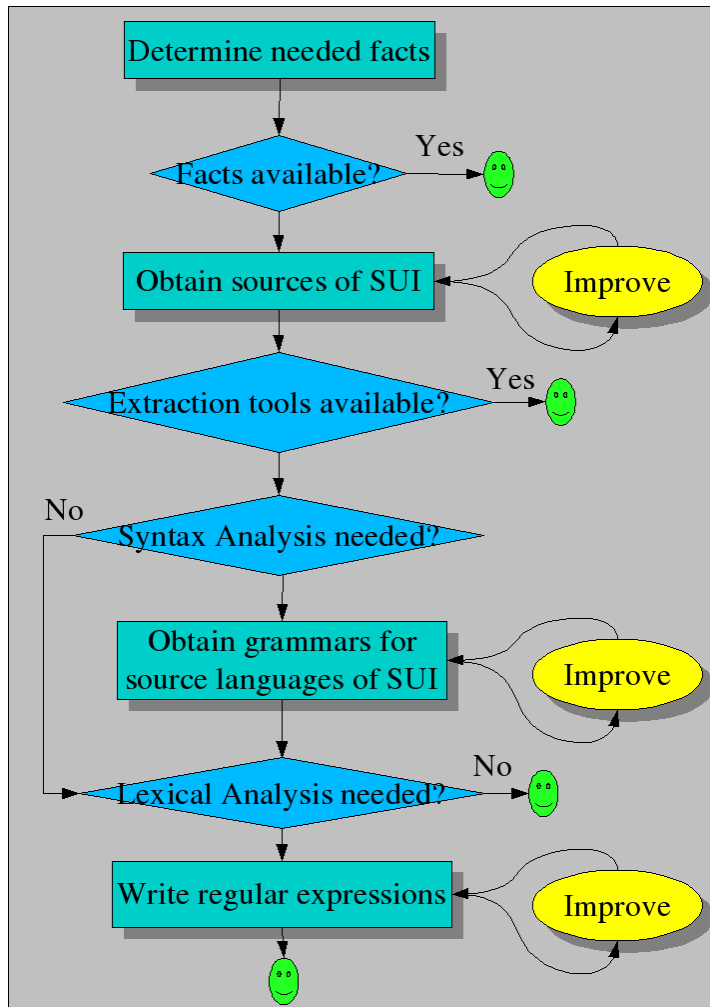 Determine needed facts
Yes
Facts available?
Obtain sources of SUI
Improve
Yes
Extraction tools available?
No
Syntax Analysis needed?
Obtain grammars for
source languages of SUI
Improve
No
Lexical Analysis needed?
Write regular expressions
Improve